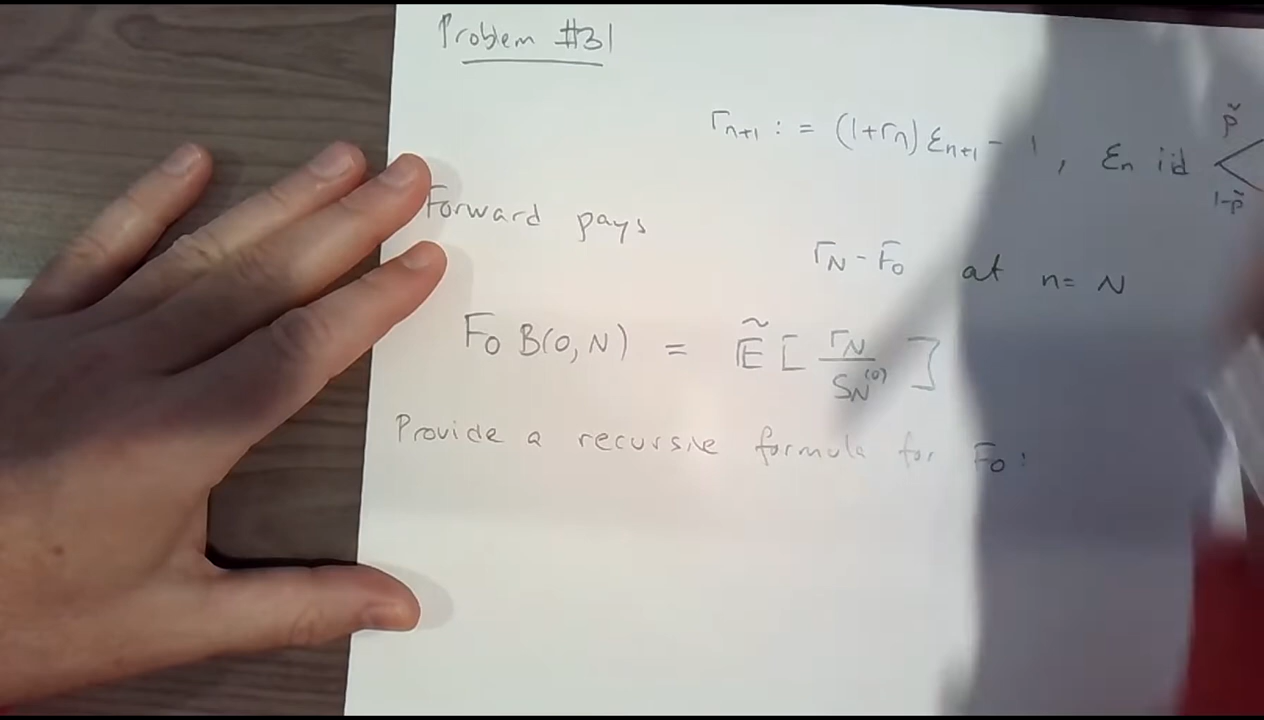 Problem #31
r_{n+1} := (1+r_n) ε_{n+1} - 1 , ε_n iid < p̃
1-p̃
Forward pays
r_N - F_0 at n= N
F_0 B(0,N) = Ẽ [ r_N / S_N^{(0)} ]
Provide a recursive formula for F_0: